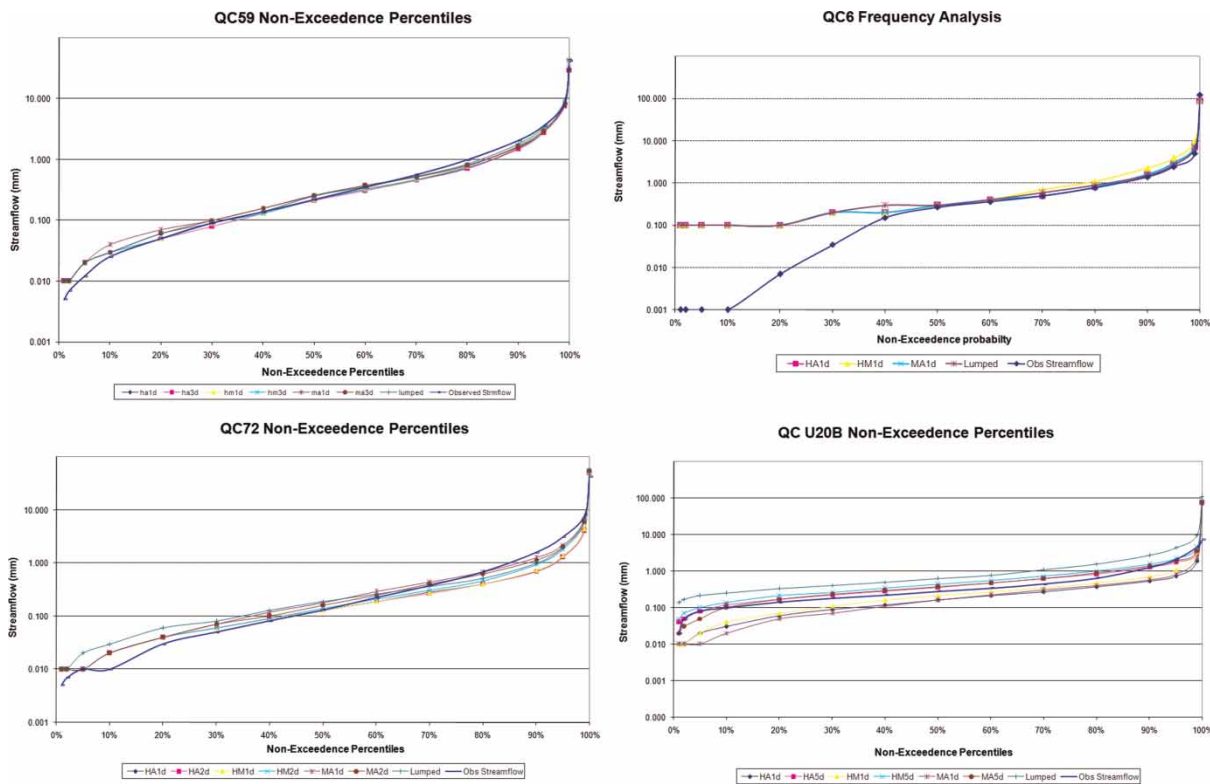 QC59 Non-Exceedence Percentiles
Streamflow (mm)
10.000
1.000
0.100
0.010
0.001
0% 10% 20% 30% 40% 50% 60% 70% 80% 90% 100%
Non-Exceedence Percentiles
ha1d ha3d hm1d hm3d ma1d ma3d lumped Observed Strmflow
QC6 Frequency Analysis
Streamflow (mm)
100.000
10.000
1.000
0.100
0.010
0.001
0% 10% 20% 30% 40% 50% 60% 70% 80% 90% 100%
Non-Exceedence probabilty
HA1d HM1d MA1d Lumped Obs Streamflow
QC72 Non-Exceedence Percentiles
Streamflow (mm)
10.000
1.000
0.100
0.010
0.001
0% 10% 20% 30% 40% 50% 60% 70% 80% 90% 100%
Non-Exceedence Percentiles
HA1d HA2d HM1d HM2d MA1d MA2d Lumped Obs Streamflow
QC U20B Non-Exceedence Percentiles
Streamflow (mm)
100.000
10.000
1.000
0.100
0.010
0.001
0.000
0% 10% 20% 30% 40% 50% 60% 70% 80% 90% 100%
Non-Exceedence Percentiles
HA1d HA5d HM1d HM5d MA1d MA5d Lumped Obs Streamflow